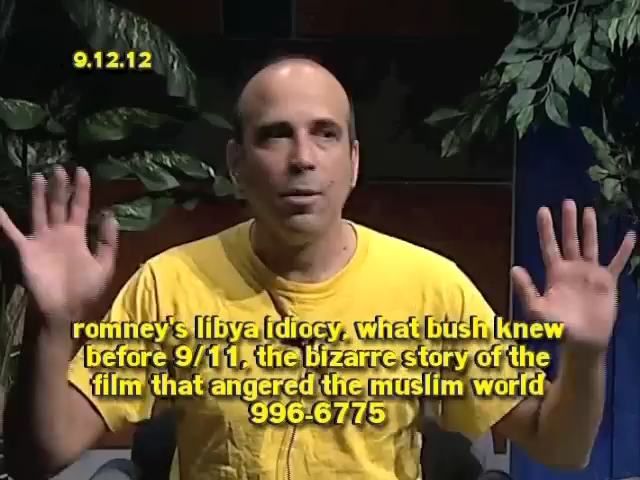 9.12.12
romney's libya idiocy, what bush knew
before 9/11, the bizarre story of the
film that angered the muslim world
996-6775